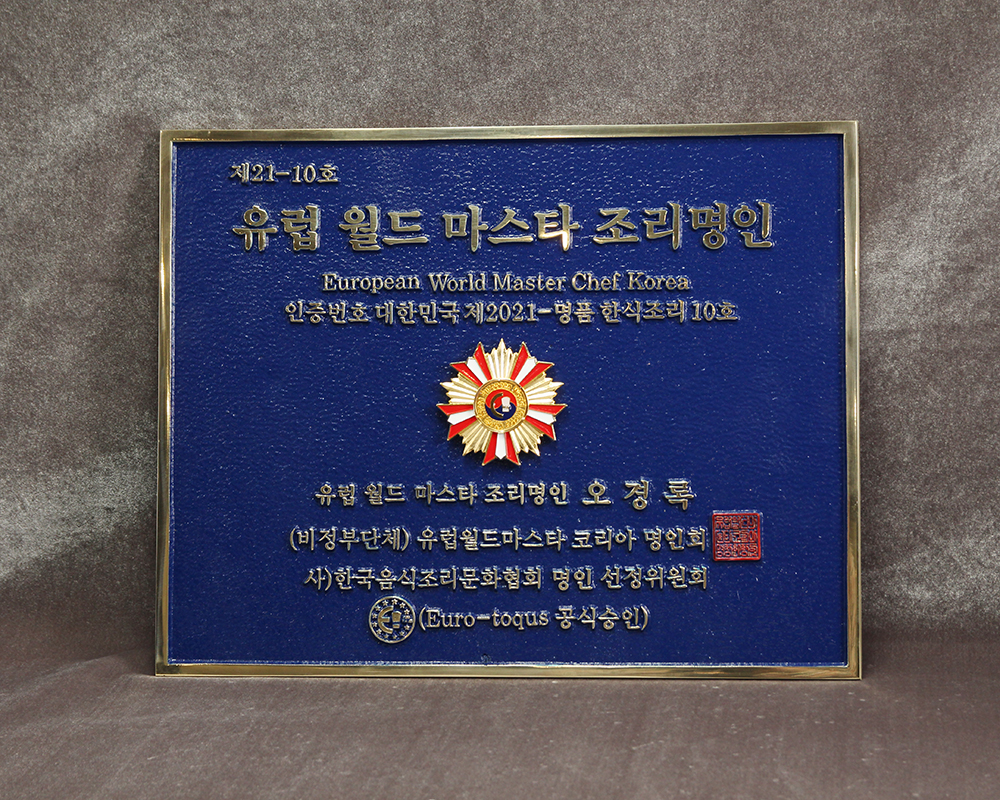 제21-10호
유럽 월드 마스타 조리명인
European World Master Chef Korea
인증번호 대한민국 제2021-명품 한식조리 10호
유럽 월드 마스타 조리명인 오 경 록
(비정부단체) 유럽월드마스타 코리아 명인회
사)한국음식조리문화협회 명인 선정위원회
(Euro-toqus 공식승인)